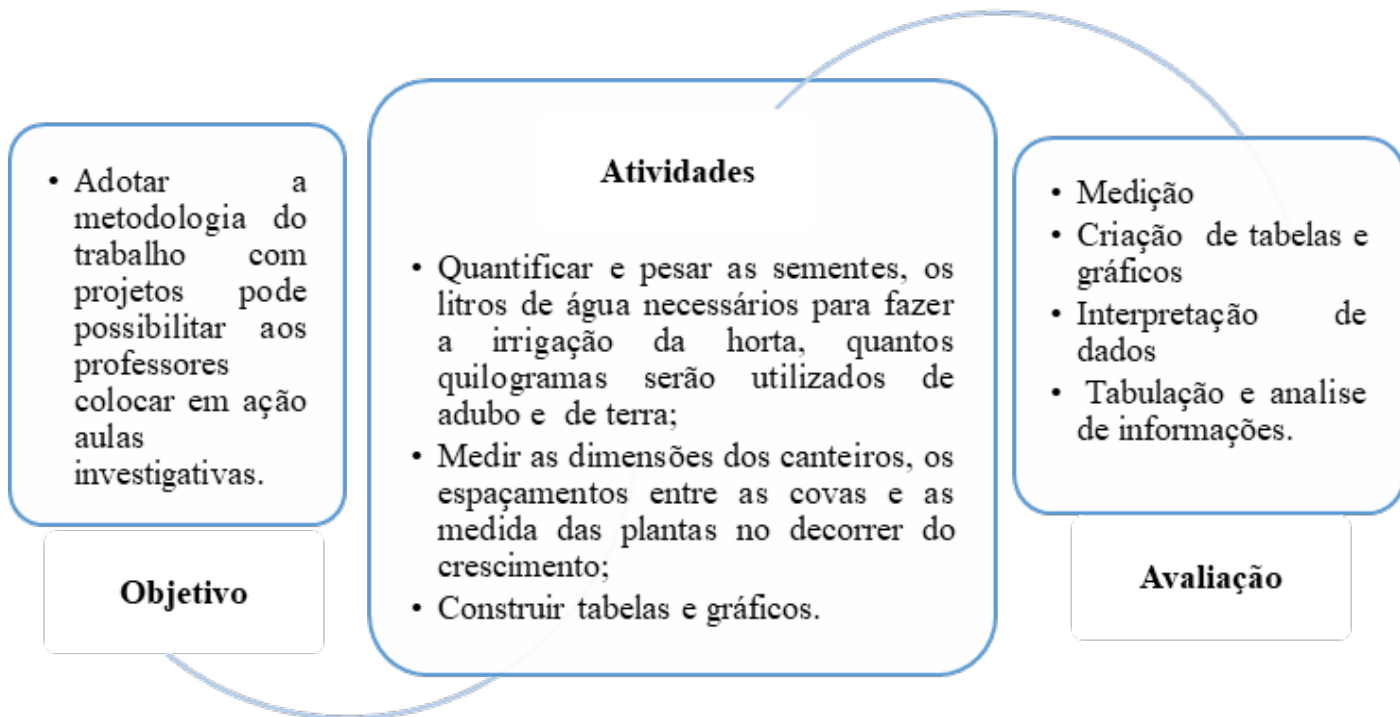 • Adotar a
metodologia do
trabalho com
projetos pode
possibilitar aos
professores
colocar em ação
aulas
investigativas.
Objetivo
Atividades
• Quantificar e pesar as sementes, os
litros de água necessários para fazer
a irrigação da horta, quantos
quilogramas serão utilizados de
adubo e de terra;
• Medir as dimensões dos canteiros, os
espaçamentos entre as covas e as
medida das plantas no decorrer do
crescimento;
• Construir tabelas e gráficos.
• Medição
• Criação de tabelas e
gráficos
• Interpretação de
dados
• Tabulação e analise
de informações.
Avaliação